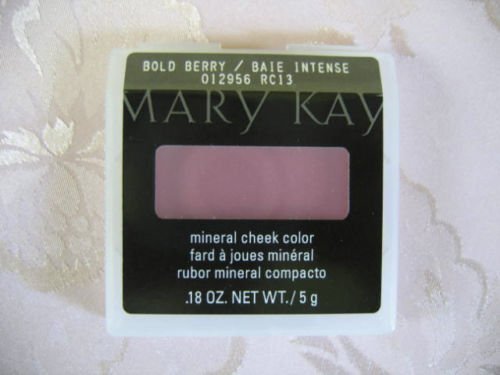 BOLD BERRY / BAIE INTENSE
012956 RC13
MARY KAY
mineral cheek color
fard à joues minéral
rubor mineral compacto
.18 OZ. NET WT./5 g